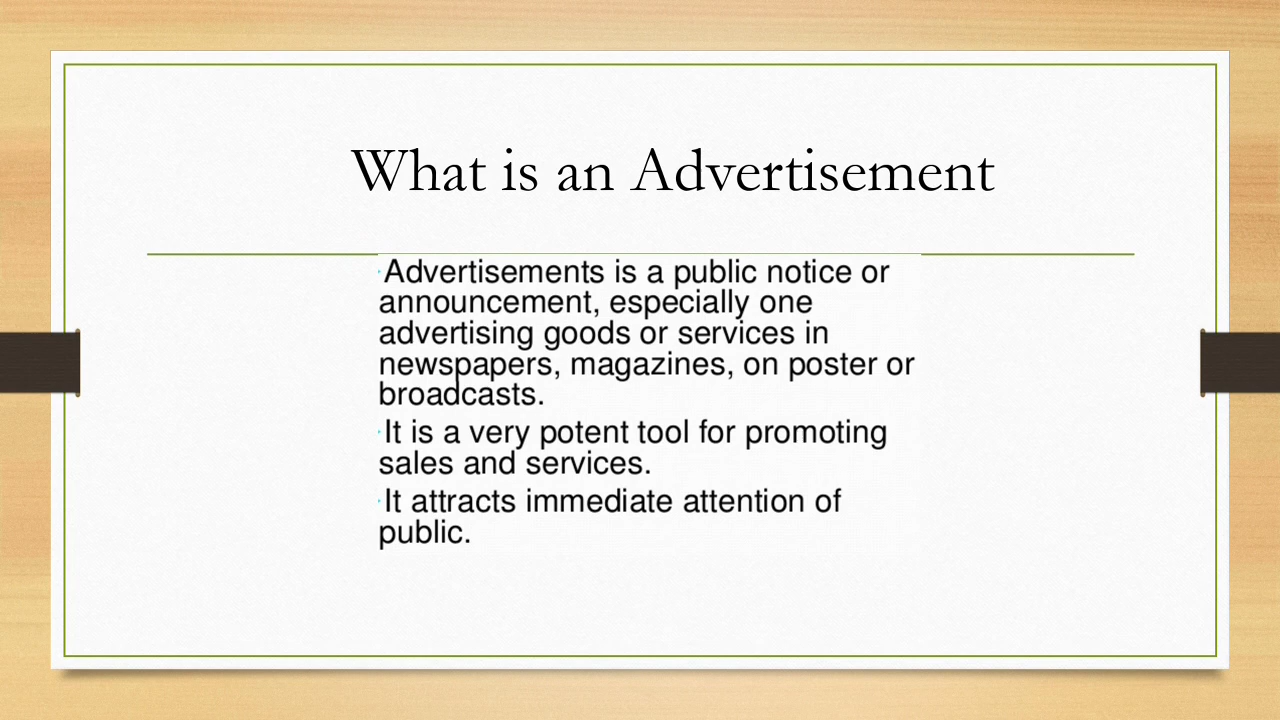 What is an Advertisement
·Advertisements is a public notice or
announcement, especially one
advertising goods or services in
newspapers, magazines, on poster or
broadcasts.
·It is a very potent tool for promoting
sales and services.
·It attracts immediate attention of
public.